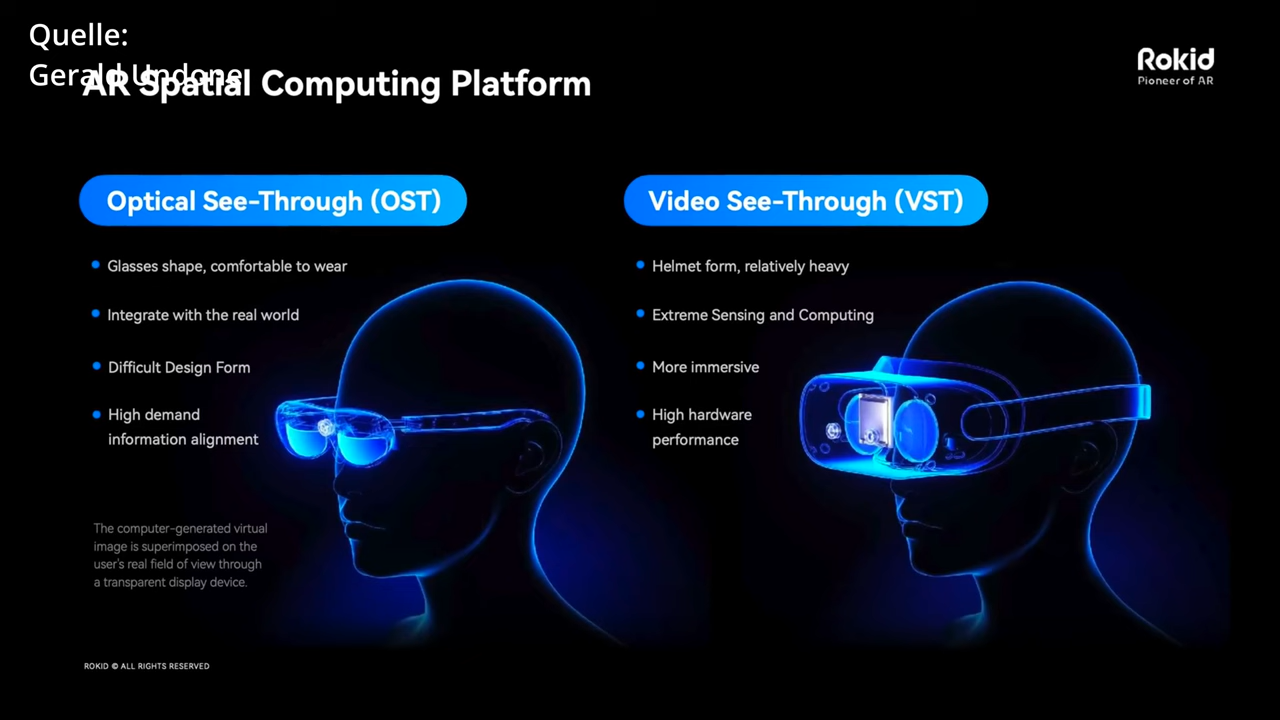 Quelle:
Gerald Undone
AR Spatial Computing Platform
Rokid
Pioneer of AR
Optical See-Through (OST)
Glasses shape, comfortable to wear
Integrate with the real world
Difficult Design Form
High demand
information alignment
The computer-generated virtual
image is superimposed on the
user's real field of view through
a transparent display device.
Video See-Through (VST)
Helmet form, relatively heavy
Extreme Sensing and Computing
More immersive
High hardware
performance
ROKID © ALL RIGHTS RESERVED